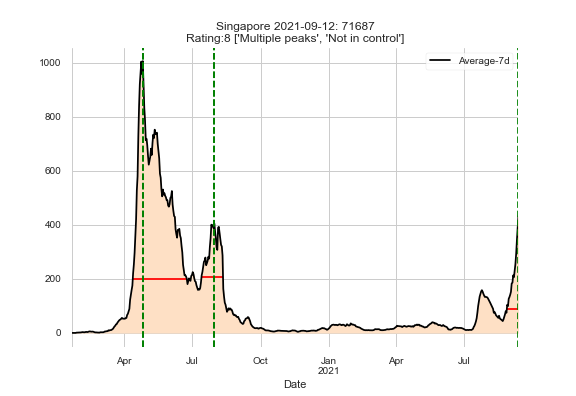 Singapore 2021-09-12: 71687
Rating:8 ['Multiple peaks', 'Not in control']
Average-7d
1000
800
600
400
200
0
Apr Jul Oct Jan Apr Jul
2021
Date